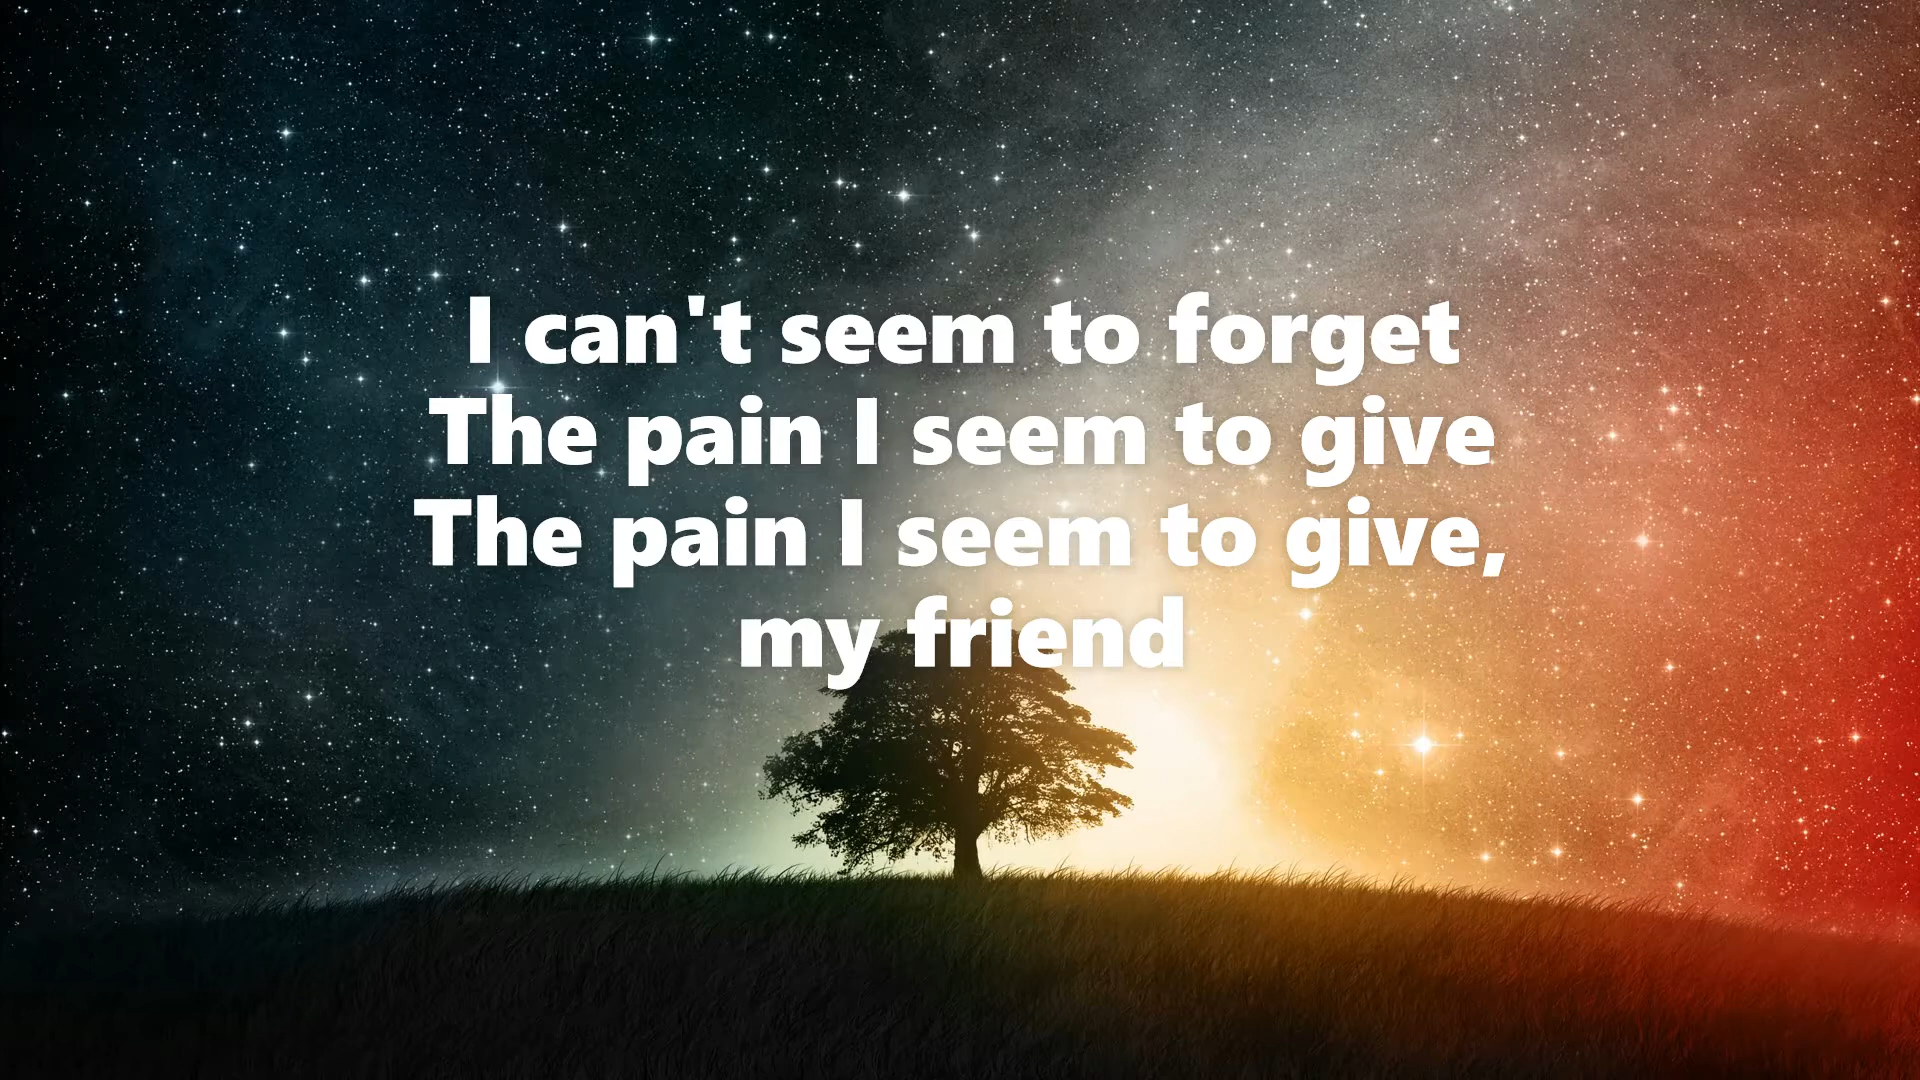 I can't seem to forget
The pain I seem to give
The pain I seem to give,
my friend